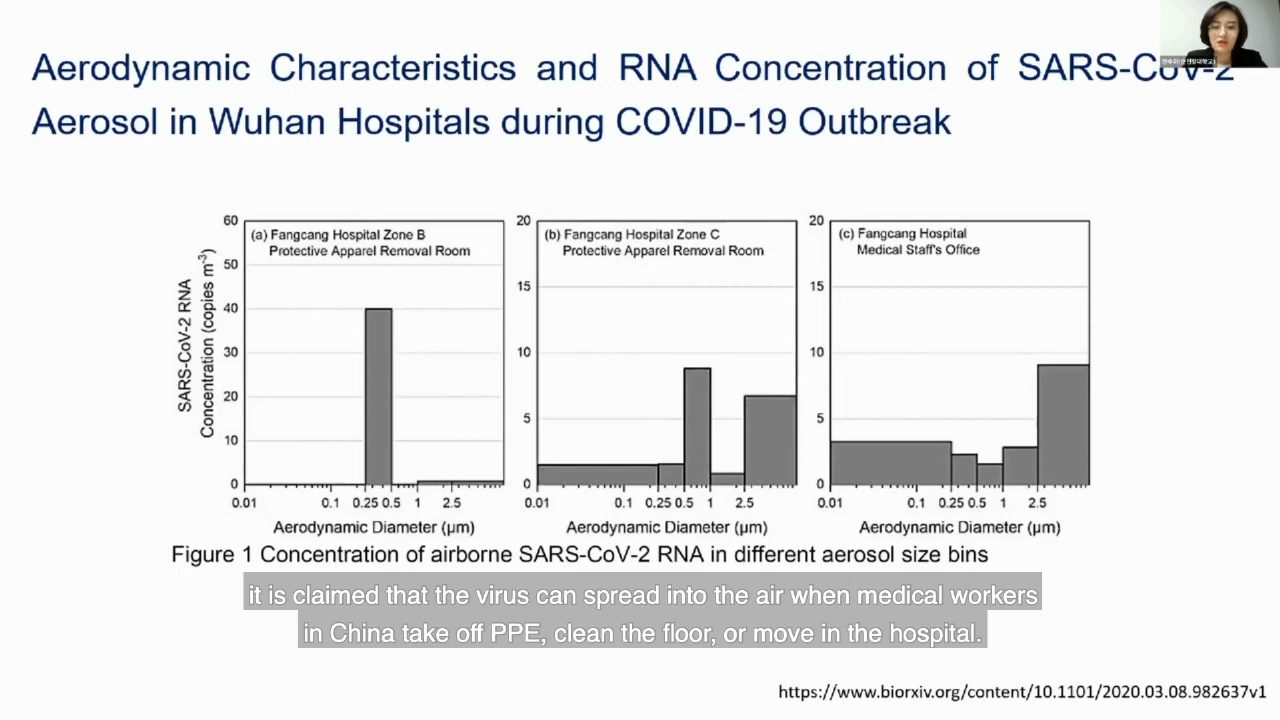 Aerodynamic Characteristics and RNA Concentration of SARS-CoV-2
Aerosol in Wuhan Hospitals during COVID-19 Outbreak
SARS-CoV-2 RNA
Concentration (copies m-3)
60
50
40
30
20
10
0
(a) Fangcang Hospital Zone B
Protective Apparel Removal Room
0.01 0.1 0.25 0.5 1 2.5
Aerodynamic Diameter (μm)
20
15
10
5
0
(b) Fangcang Hospital Zone C
Protective Apparel Removal Room
0.01 0.1 0.25 0.5 1 2.5
Aerodynamic Diameter (μm)
20
15
10
5
0
(c) Fangcang Hospital
Medical Staff's Office
0.01 0.1 0.25 0.5 1 2.5
Aerodynamic Diameter (μm)
Figure 1 Concentration of airborne SARS-CoV-2 RNA in different aerosol size bins
it is claimed that the virus can spread into the air when medical workers
in China take off PPE, clean the floor, or move in the hospital.
https://www.biorxiv.org/content/10.1101/2020.03.08.982637v1